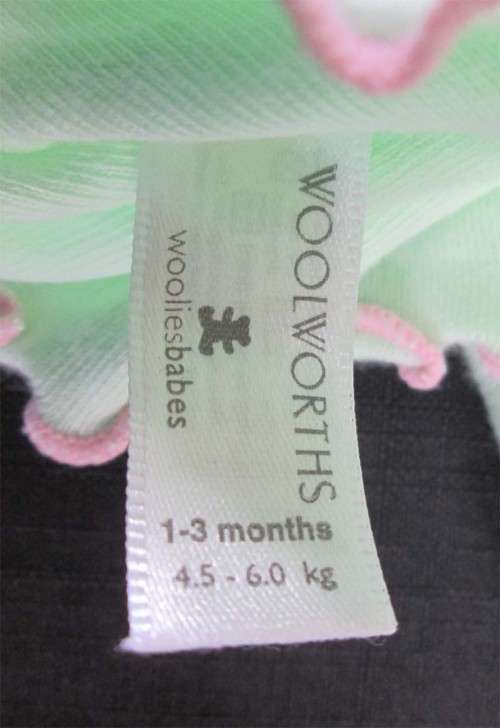 WOOLWORTHS
wooliesbabes
1-3 months
4.5 - 6.0 kg